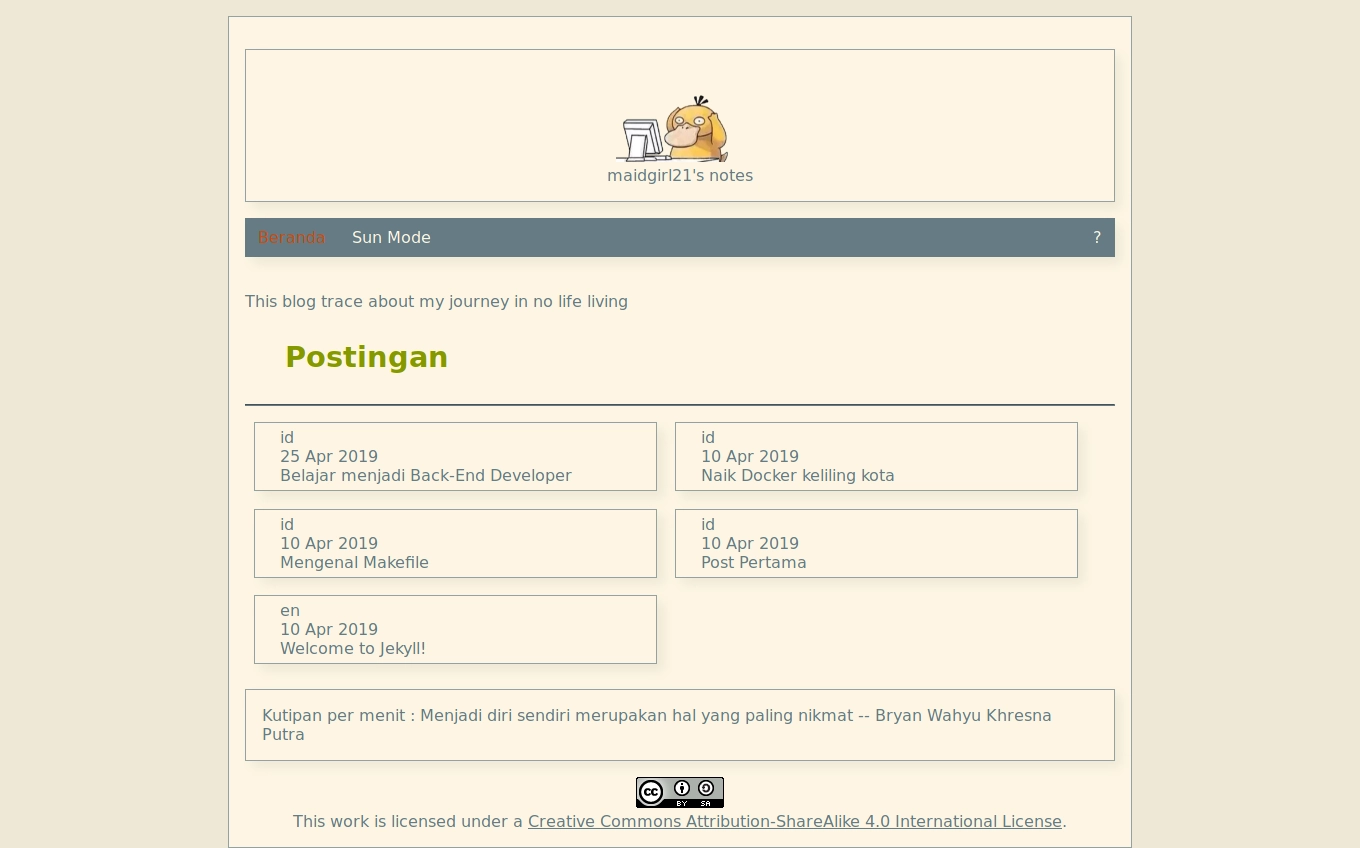 maidgirl21's notes
Beranda Sun Mode ?
This blog trace about my journey in no life living
Postingan
id
25 Apr 2019
Belajar menjadi Back-End Developer
id
10 Apr 2019
Naik Docker keliling kota
id
10 Apr 2019
Mengenal Makefile
id
10 Apr 2019
Post Pertama
en
10 Apr 2019
Welcome to Jekyll!
Kutipan per menit : Menjadi diri sendiri merupakan hal yang paling nikmat -- Bryan Wahyu Khresna
Putra
cc BY SA
This work is licensed under a Creative Commons Attribution-ShareAlike 4.0 International License.